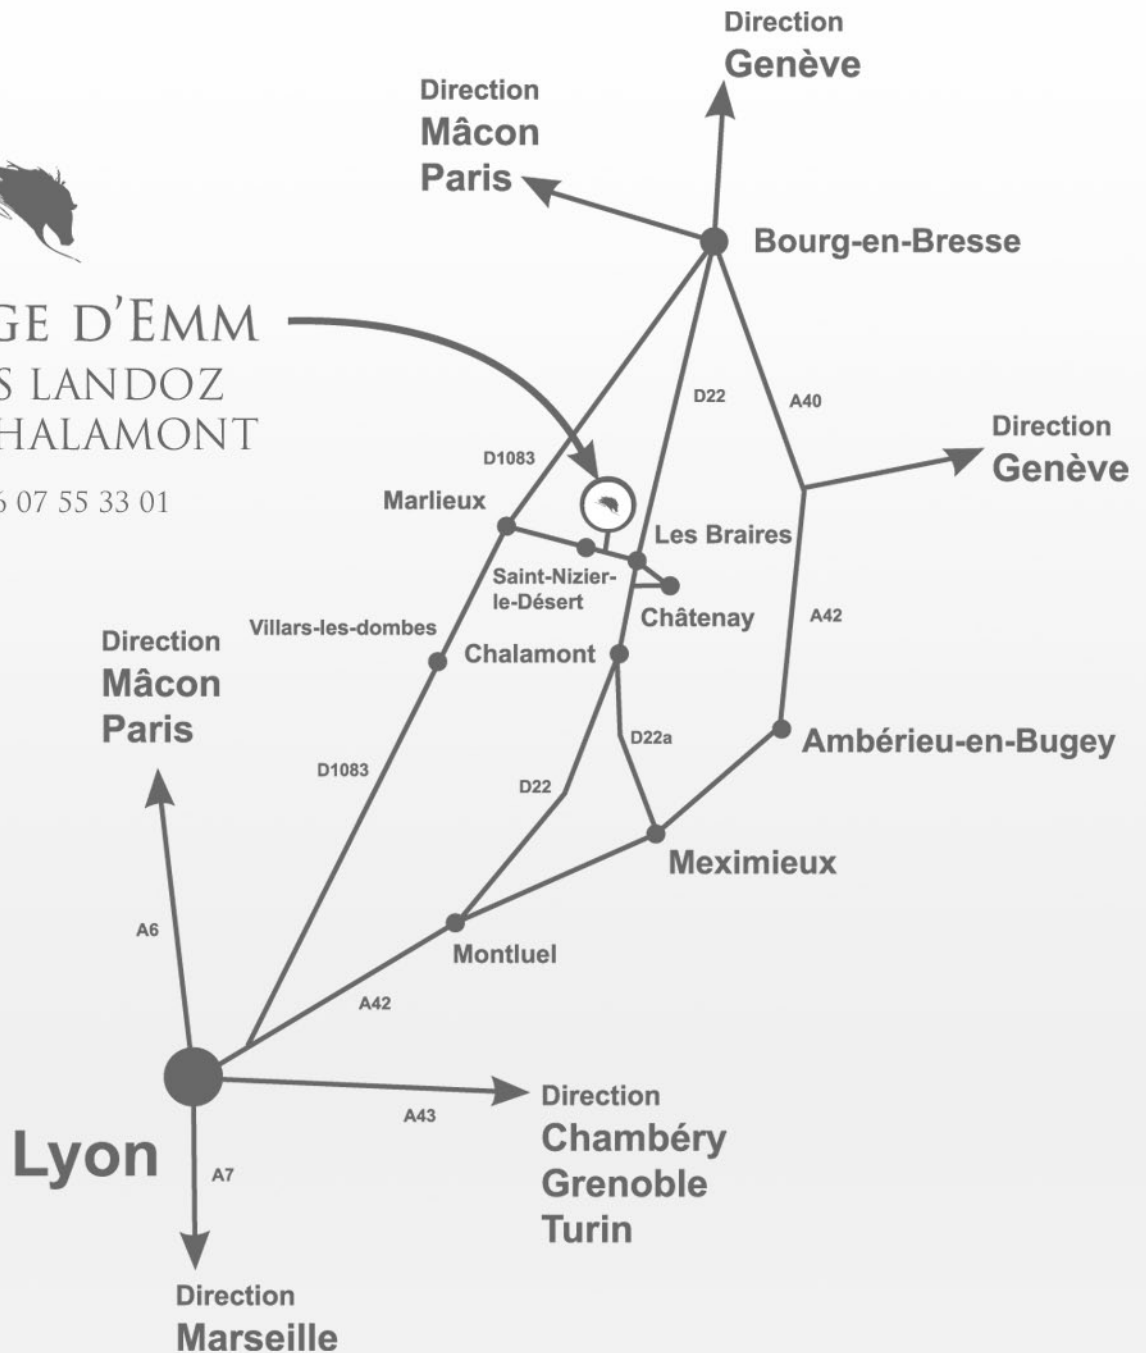 Direction
Genève
Direction
Mâcon
Paris
Bourg-en-Bresse
GE D'EMM
S LANDOZ
HALAMONT
6 07 55 33 01
D22
A40
Direction
Genève
D1083
Marlieux
Les Braires
Saint-Nizier-
le-Désert
Châtenay
A42
Villars-les-dombes
Chalamont
Direction
Mâcon
Paris
D22a
Ambérieu-en-Bugey
D1083
D22
Meximieux
A6
Montluel
A42
Direction
Chambéry
Grenoble
Turin
A43
Lyon
A7
Direction
Marseille